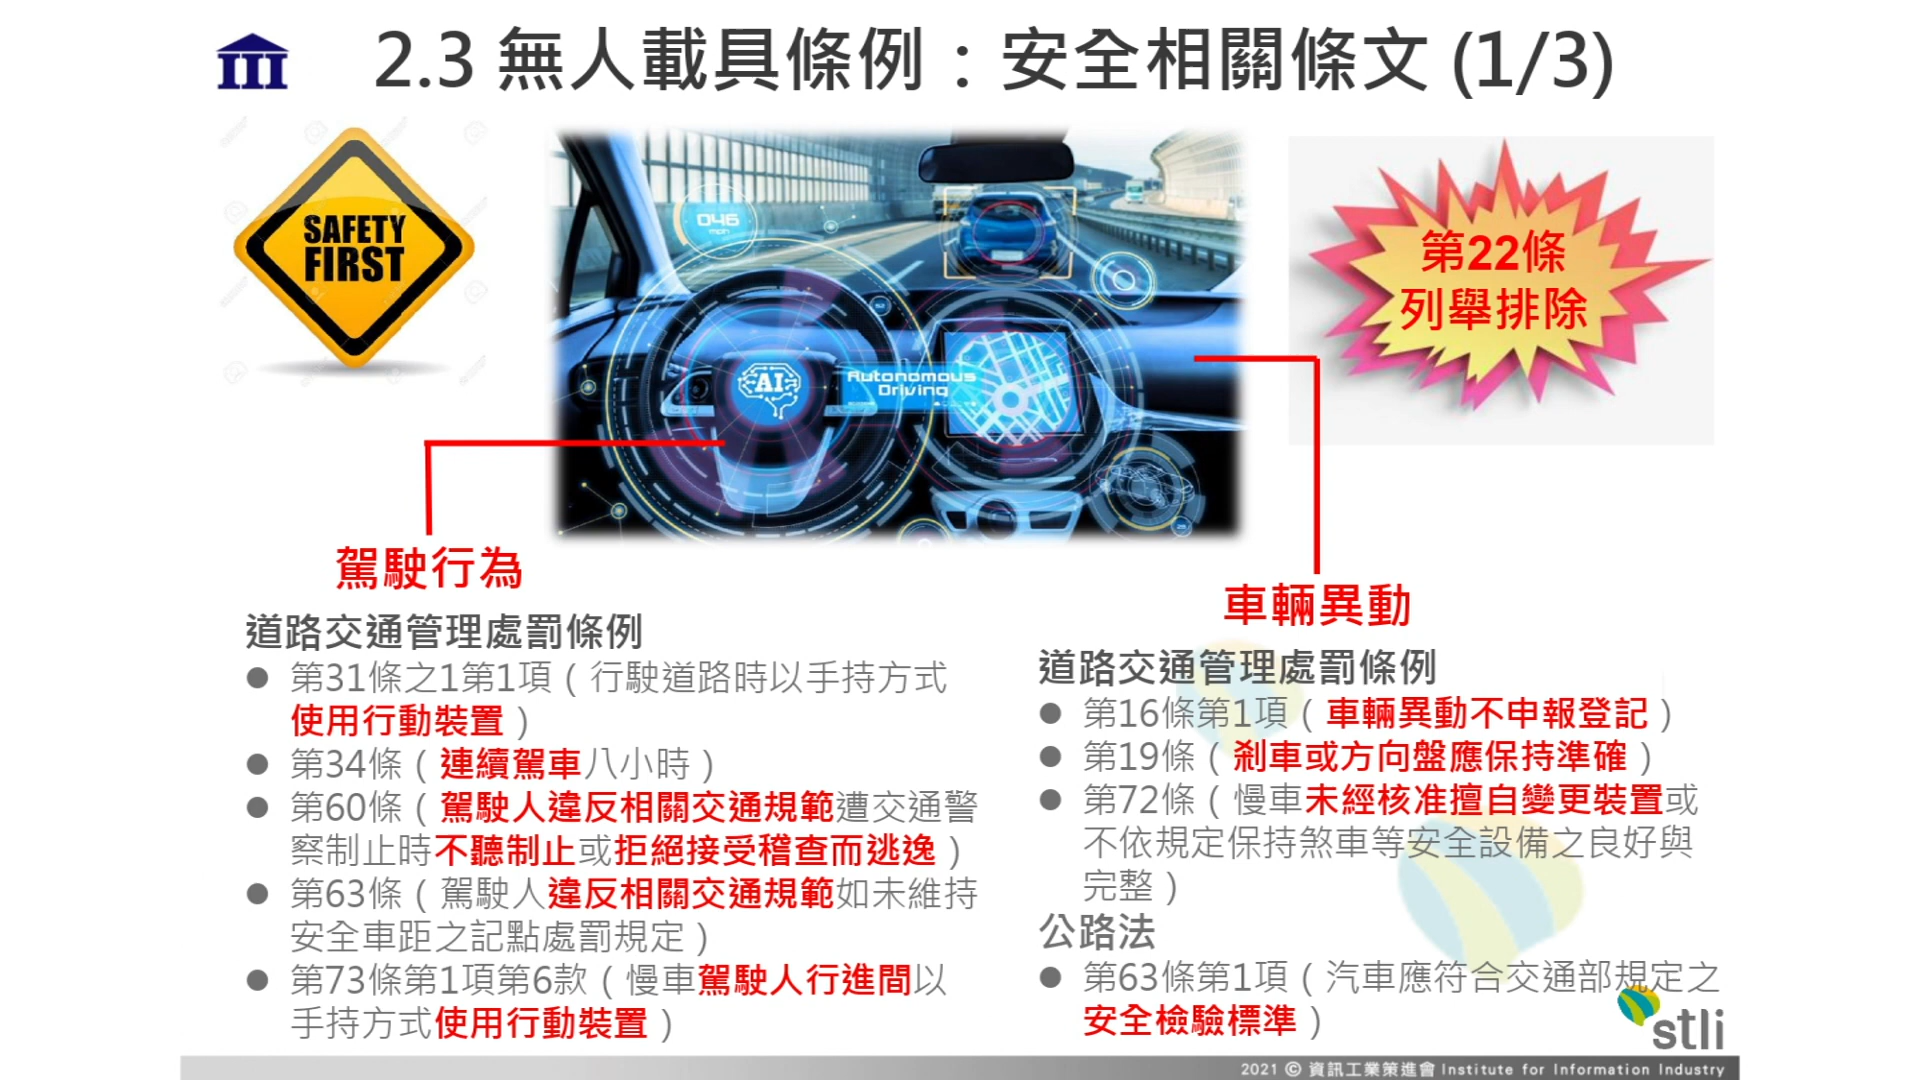 2.3 無人載具條例：安全相關條文 (1/3)
SAFETY
FIRST
046
mph
AI
Autonomous
Driving
第22條
列舉排除
駕駛行為
道路交通管理處罰條例
● 第31條之1第1項（行駛道路時以手持方式
使用行動裝置）
● 第34條（連續駕車八小時）
● 第60條（駕駛人違反相關交通規範遭交通警
察制止時不聽制止或拒絕接受稽查而逃逸）
● 第63條（駕駛人違反相關交通規範如未維持
安全車距之記點處罰規定）
● 第73條第1項第6款（慢車駕駛人行進間以
手持方式使用行動裝置）
車輛異動
道路交通管理處罰條例
● 第16條第1項（車輛異動不申報登記）
● 第19條（剎車或方向盤應保持準確）
● 第72條（慢車未經核准擅自變更裝置或
不依規定保持煞車等安全設備之良好與
完整）
公路法
● 第63條第1項（汽車應符合交通部規定之
安全檢驗標準）
stli
2021 © 資訊工業策進會 Institute for Information Industry